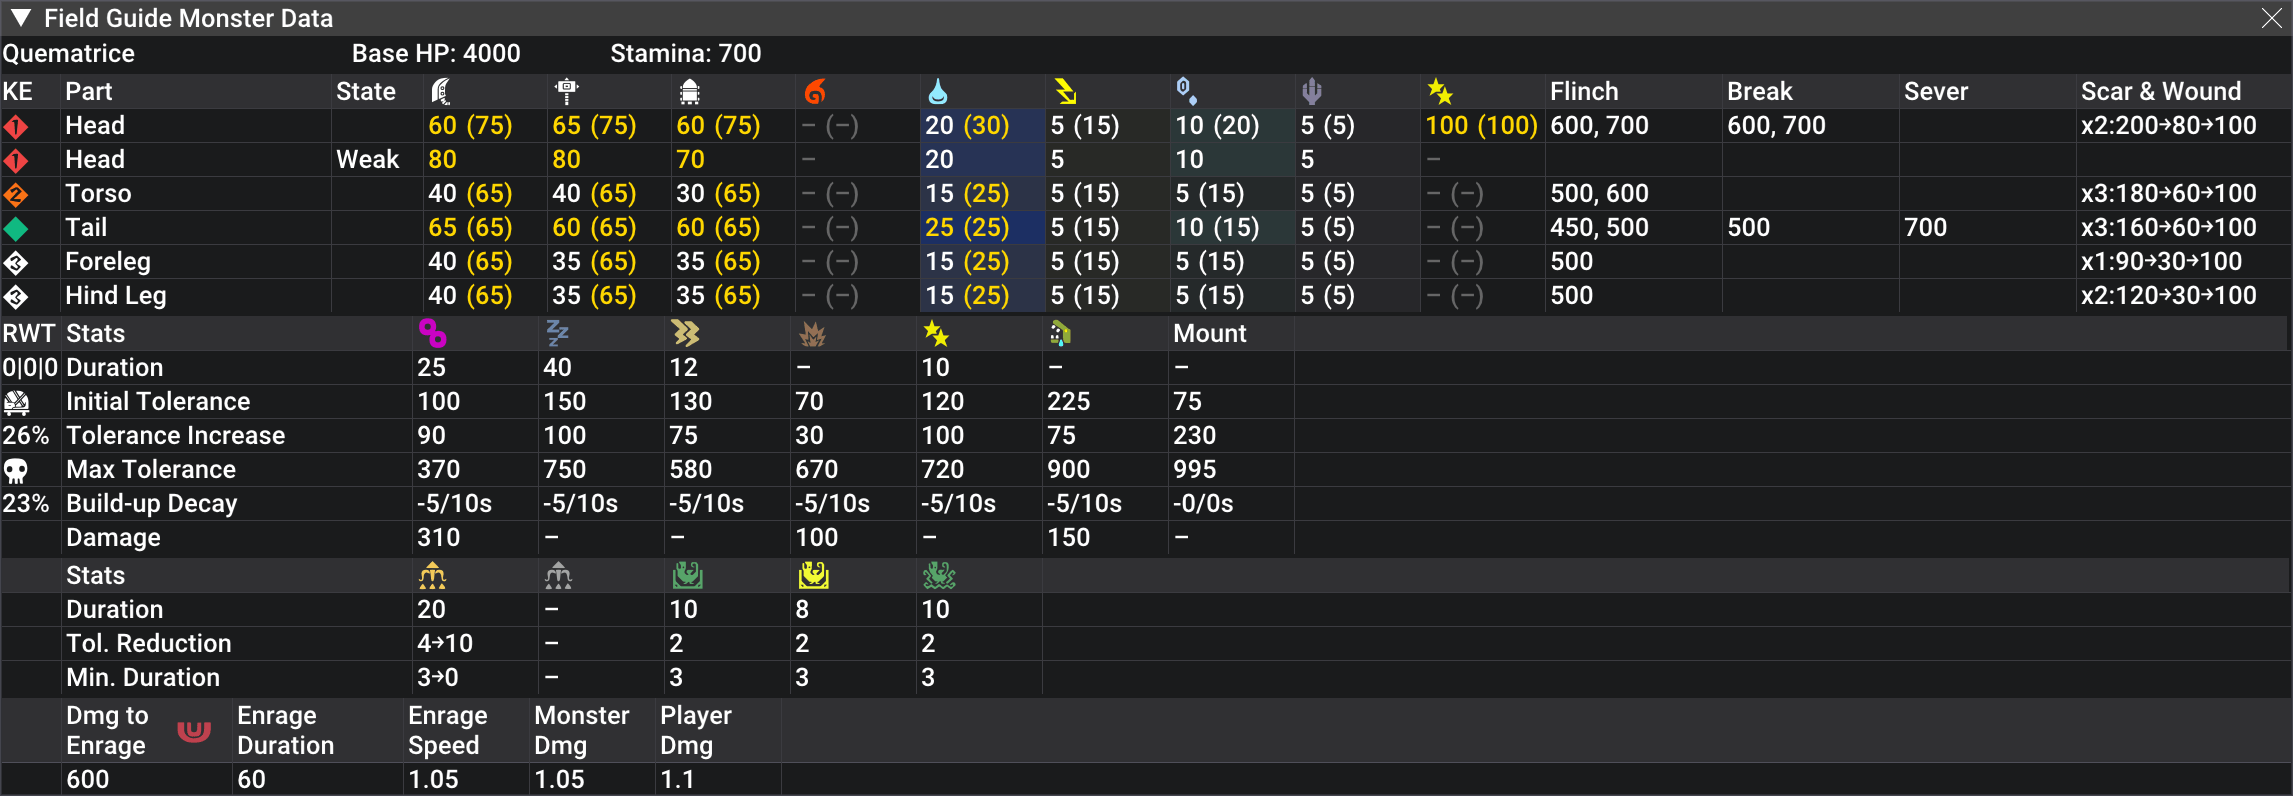 Field Guide Monster Data
Quematrice Base HP: 4000 Stamina: 700
KE Part State Flinch Break Sever Scar & Wound
1 Head 60 (75) 65 (75) 60 (75) – (–) 20 (30) 5 (15) 10 (20) 5 (5) 100 (100) 600, 700 600, 700 x2:200→80→100
1 Head Weak 80 80 70 – 20 5 10 5 –
2 Torso 40 (65) 40 (65) 30 (65) – (–) 15 (25) 5 (15) 5 (15) 5 (5) – (–) 500, 600 x3:180→60→100
Tail 65 (65) 60 (65) 60 (65) – (–) 25 (25) 5 (15) 10 (15) 5 (5) – (–) 450, 500 500 700 x3:160→60→100
3 Foreleg 40 (65) 35 (65) 35 (65) – (–) 15 (25) 5 (15) 5 (15) 5 (5) – (–) 500 x1:90→30→100
3 Hind Leg 40 (65) 35 (65) 35 (65) – (–) 15 (25) 5 (15) 5 (15) 5 (5) – (–) 500 x2:120→30→100
RWT Stats Mount
0|0|0 Duration 25 40 12 – 10 – –
Initial Tolerance 100 150 130 70 120 225 75
26% Tolerance Increase 90 100 75 30 100 75 230
Max Tolerance 370 750 580 670 720 900 995
23% Build-up Decay -5/10s -5/10s -5/10s -5/10s -5/10s -5/10s -0/0s
Damage 310 – – 100 – 150 –
Stats
Duration 20 – 10 8 10
Tol. Reduction 4→10 – 2 2 2
Min. Duration 3→0 – 3 3 3
Dmg to Enrage Enrage Duration Enrage Speed Monster Dmg Player Dmg
600 60 1.05 1.05 1.1